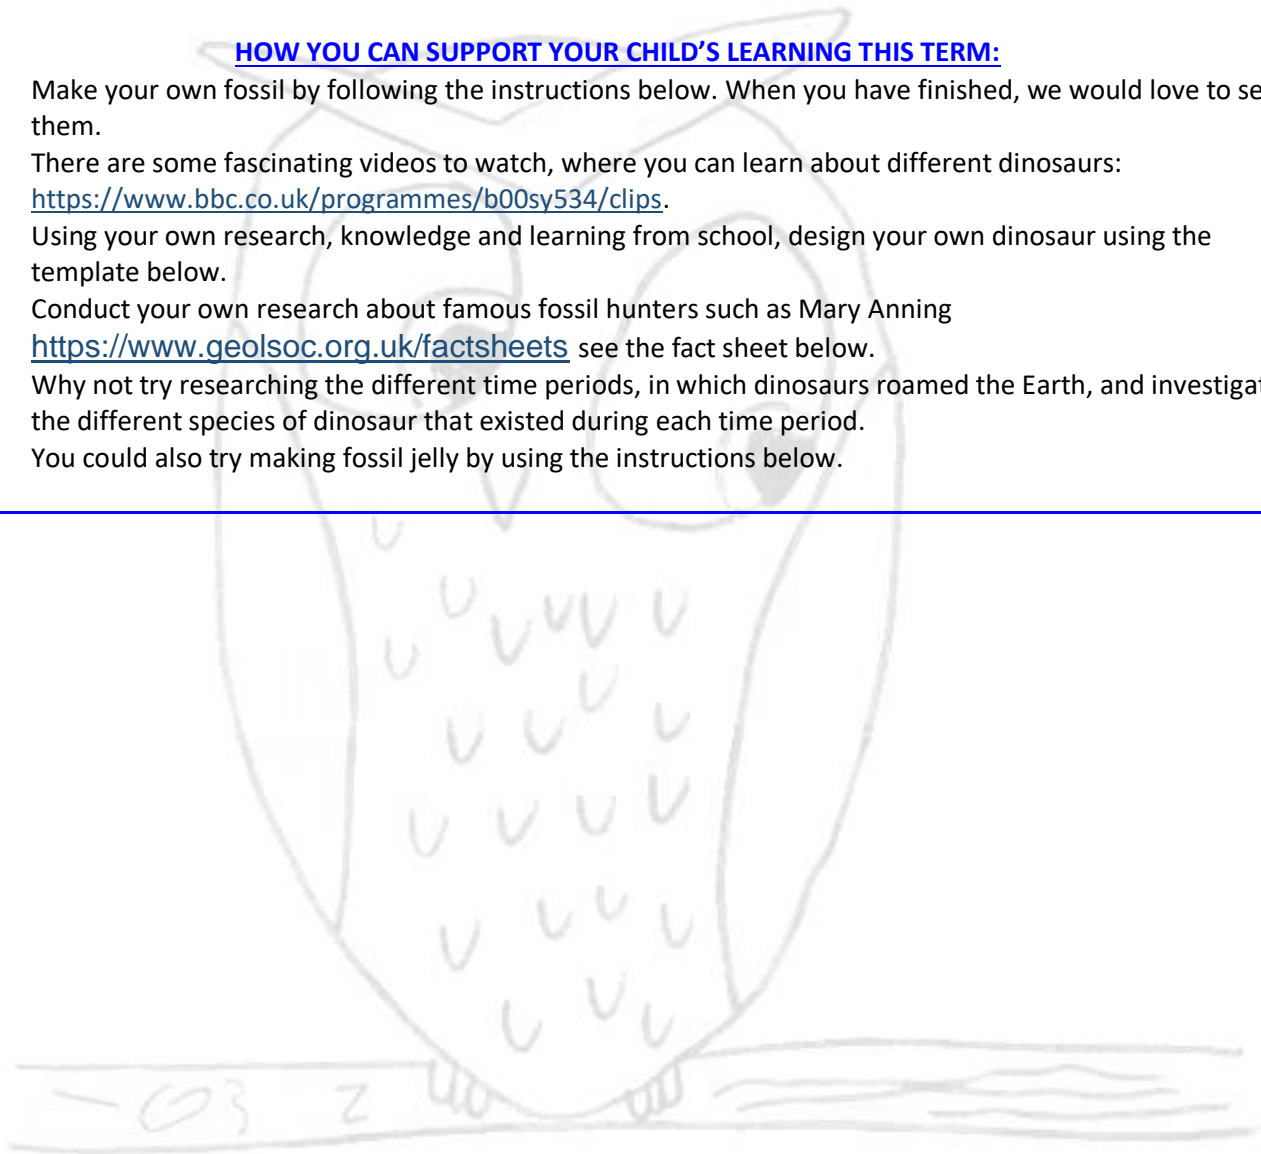 HOW YOU CAN SUPPORT YOUR CHILD’S LEARNING THIS TERM:
Make your own fossil by following the instructions below. When you have finished, we would love to se
them.
There are some fascinating videos to watch, where you can learn about different dinosaurs:
https://www.bbc.co.uk/programmes/b00sy534/clips.
Using your own research, knowledge and learning from school, design your own dinosaur using the
template below.
Conduct your own research about famous fossil hunters such as Mary Anning
https://www.geolsoc.org.uk/factsheets see the fact sheet below.
Why not try researching the different time periods, in which dinosaurs roamed the Earth, and investigat
the different species of dinosaur that existed during each time period.
You could also try making fossil jelly by using the instructions below.